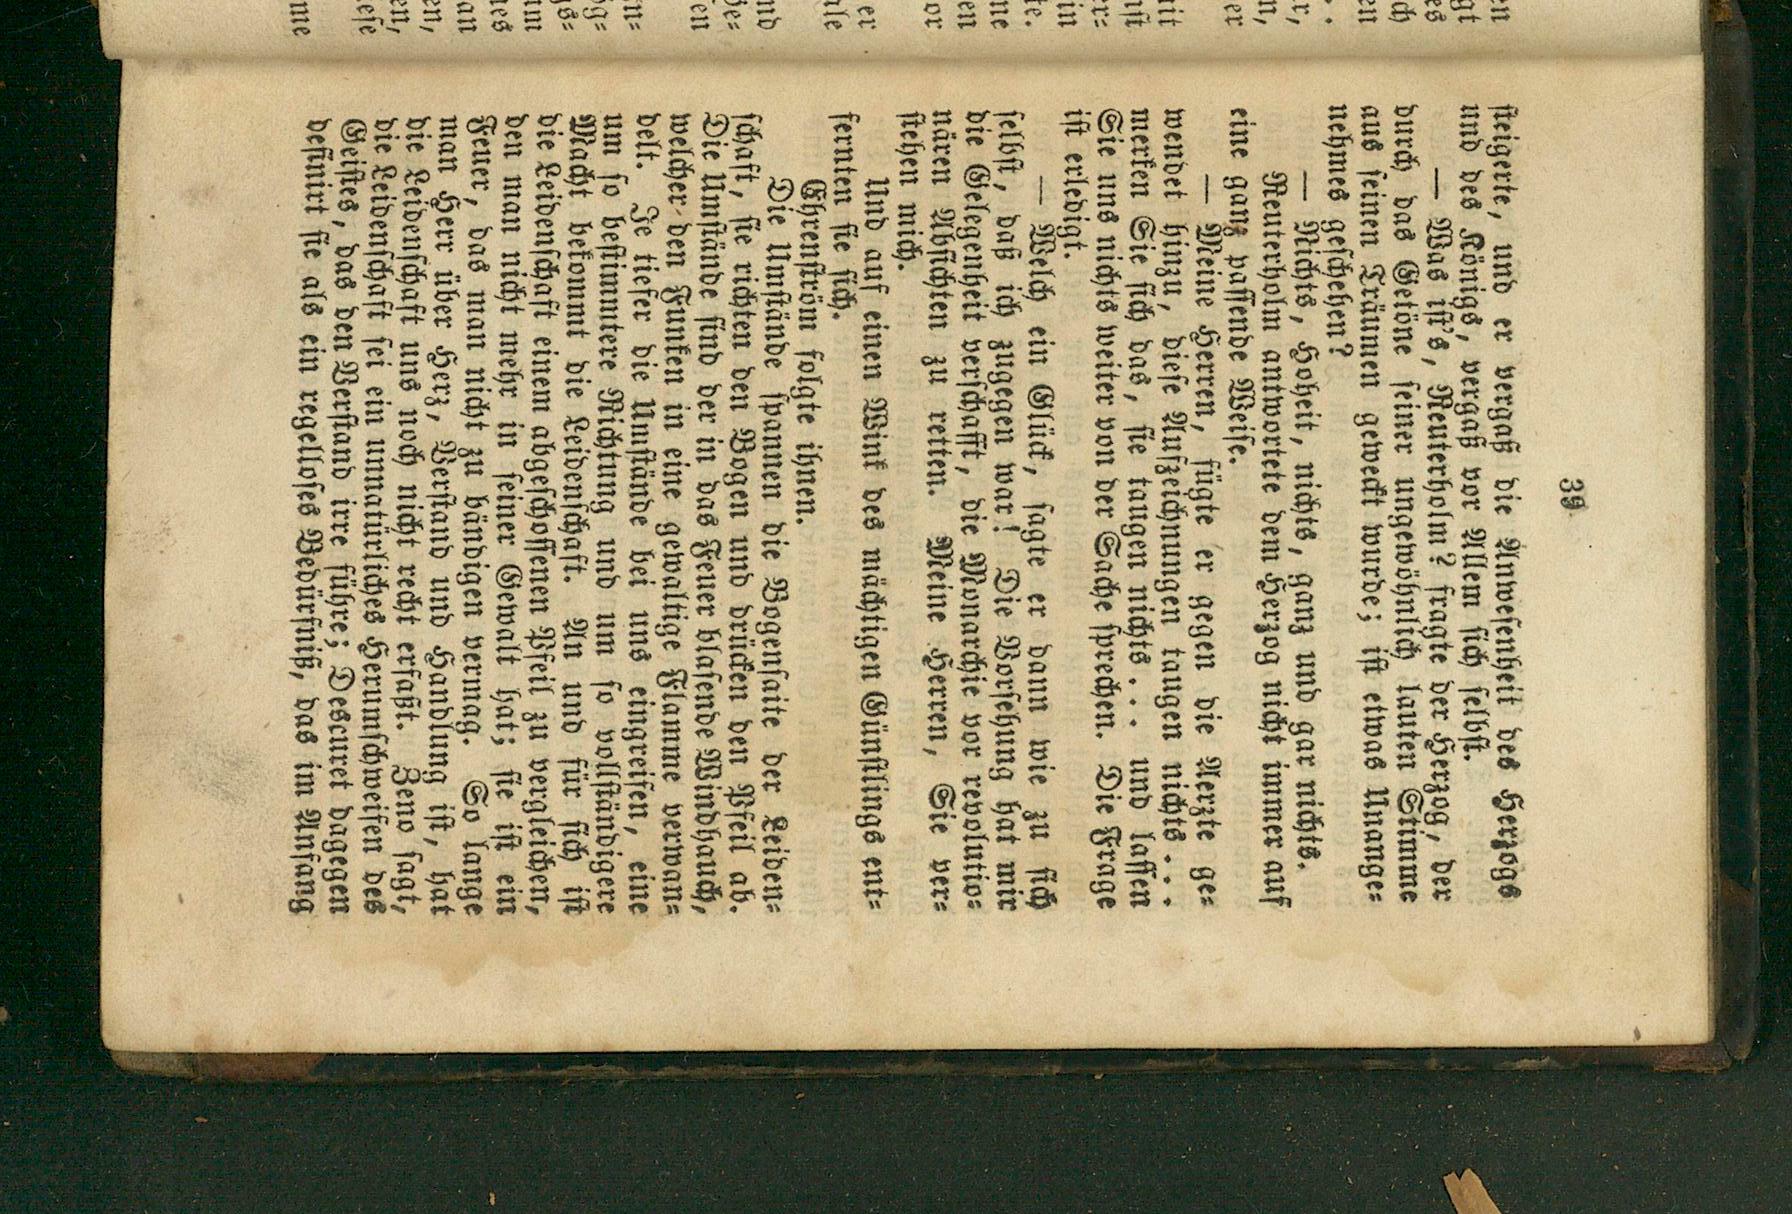 39
steigerte, und er vergaß die Anwesenheit des Herzogs
und des Königs, vergaß vor Allem sich selbst.
— Was ist's, Reuterholm? fragte der Herzog, der
durch das Getöne seiner ungewöhnlich lauten Stimme
aus seinen Träumen geweckt wurde; ist etwas Unange-
nehmes geschehen?
— Nichts, Hoheit, nichts, ganz und gar nichts.
Reuterholm antwortete dem Herzog nicht immer auf
eine ganz passende Weise.
— Meine Herren, fügte er gegen die Aerzte ge-
wendet hinzu, diese Aufzeichnungen taugen nichts . . .
merken Sie sich das, sie taugen nichts . . . und lassen
Sie uns nichts weiter von der Sache sprechen. Die Frage
ist erledigt.
— Welch ein Glück, sagte er dann wie zu sich
selbst, daß ich zugegen war! Die Vorsehung hat mir
die Gelegenheit verschafft, die Monarchie vor revolutio-
nären Absichten zu retten. Meine Herren, Sie ver-
stehen mich.
Und auf einen Wink des mächtigen Günstlings ent-
fernten sie sich.
Ehrenström folgte ihnen.
Die Umstände spannen die Bogensaite der Leiden-
schaft, sie richten den Bogen und drücken den Pfeil ab.
Die Umstände sind der in das Feuer blasende Windhauch,
welcher den Funken in eine gewaltige Flamme verwan-
delt. Je tiefer die Umstände bei uns eingreifen, eine
um so bestimmtere Richtung und um so vollständigere
Macht bekommt die Leidenschaft. An und für sich ist
die Leidenschaft einem abgeschossenen Pfeil zu vergleichen,
den man nicht mehr in seiner Gewalt hat; sie ist ein
Feuer, das man nicht zu bändigen vermag. So lange
man Herr über Herz, Verstand und Handlung ist, hat
die Leidenschaft uns noch nicht recht erfaßt. Zeno sagt,
die Leidenschaft sei ein unnatürliches Herumschweifen des
Geistes, das den Verstand irre führe; Descuret dagegen
definirt sie als ein regelloses Bedürfniß, das im Anfang